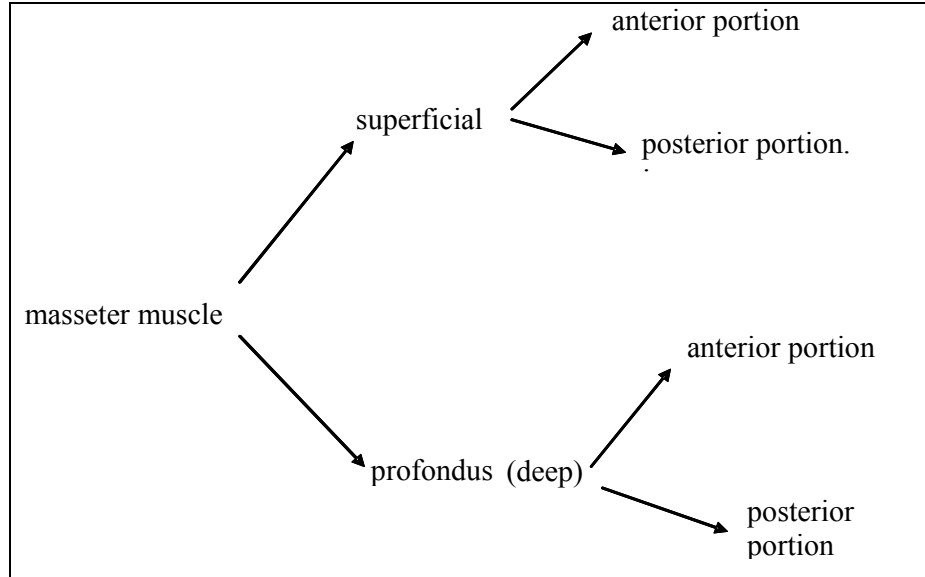 anterior portion
superficial
posterior portion.
masseter muscle
anterior portion
profondus (deep)
posterior
portion